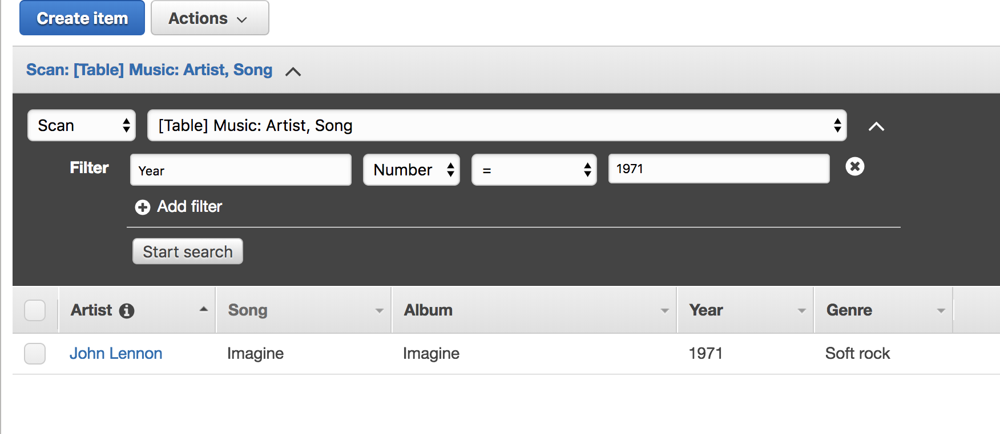 Create item Actions
Scan: [Table] Music: Artist, Song
Scan [Table] Music: Artist, Song
Filter Year Number = 1971
Add filter
Start search
Artist Song Album Year Genre
John Lennon Imagine Imagine 1971 Soft rock